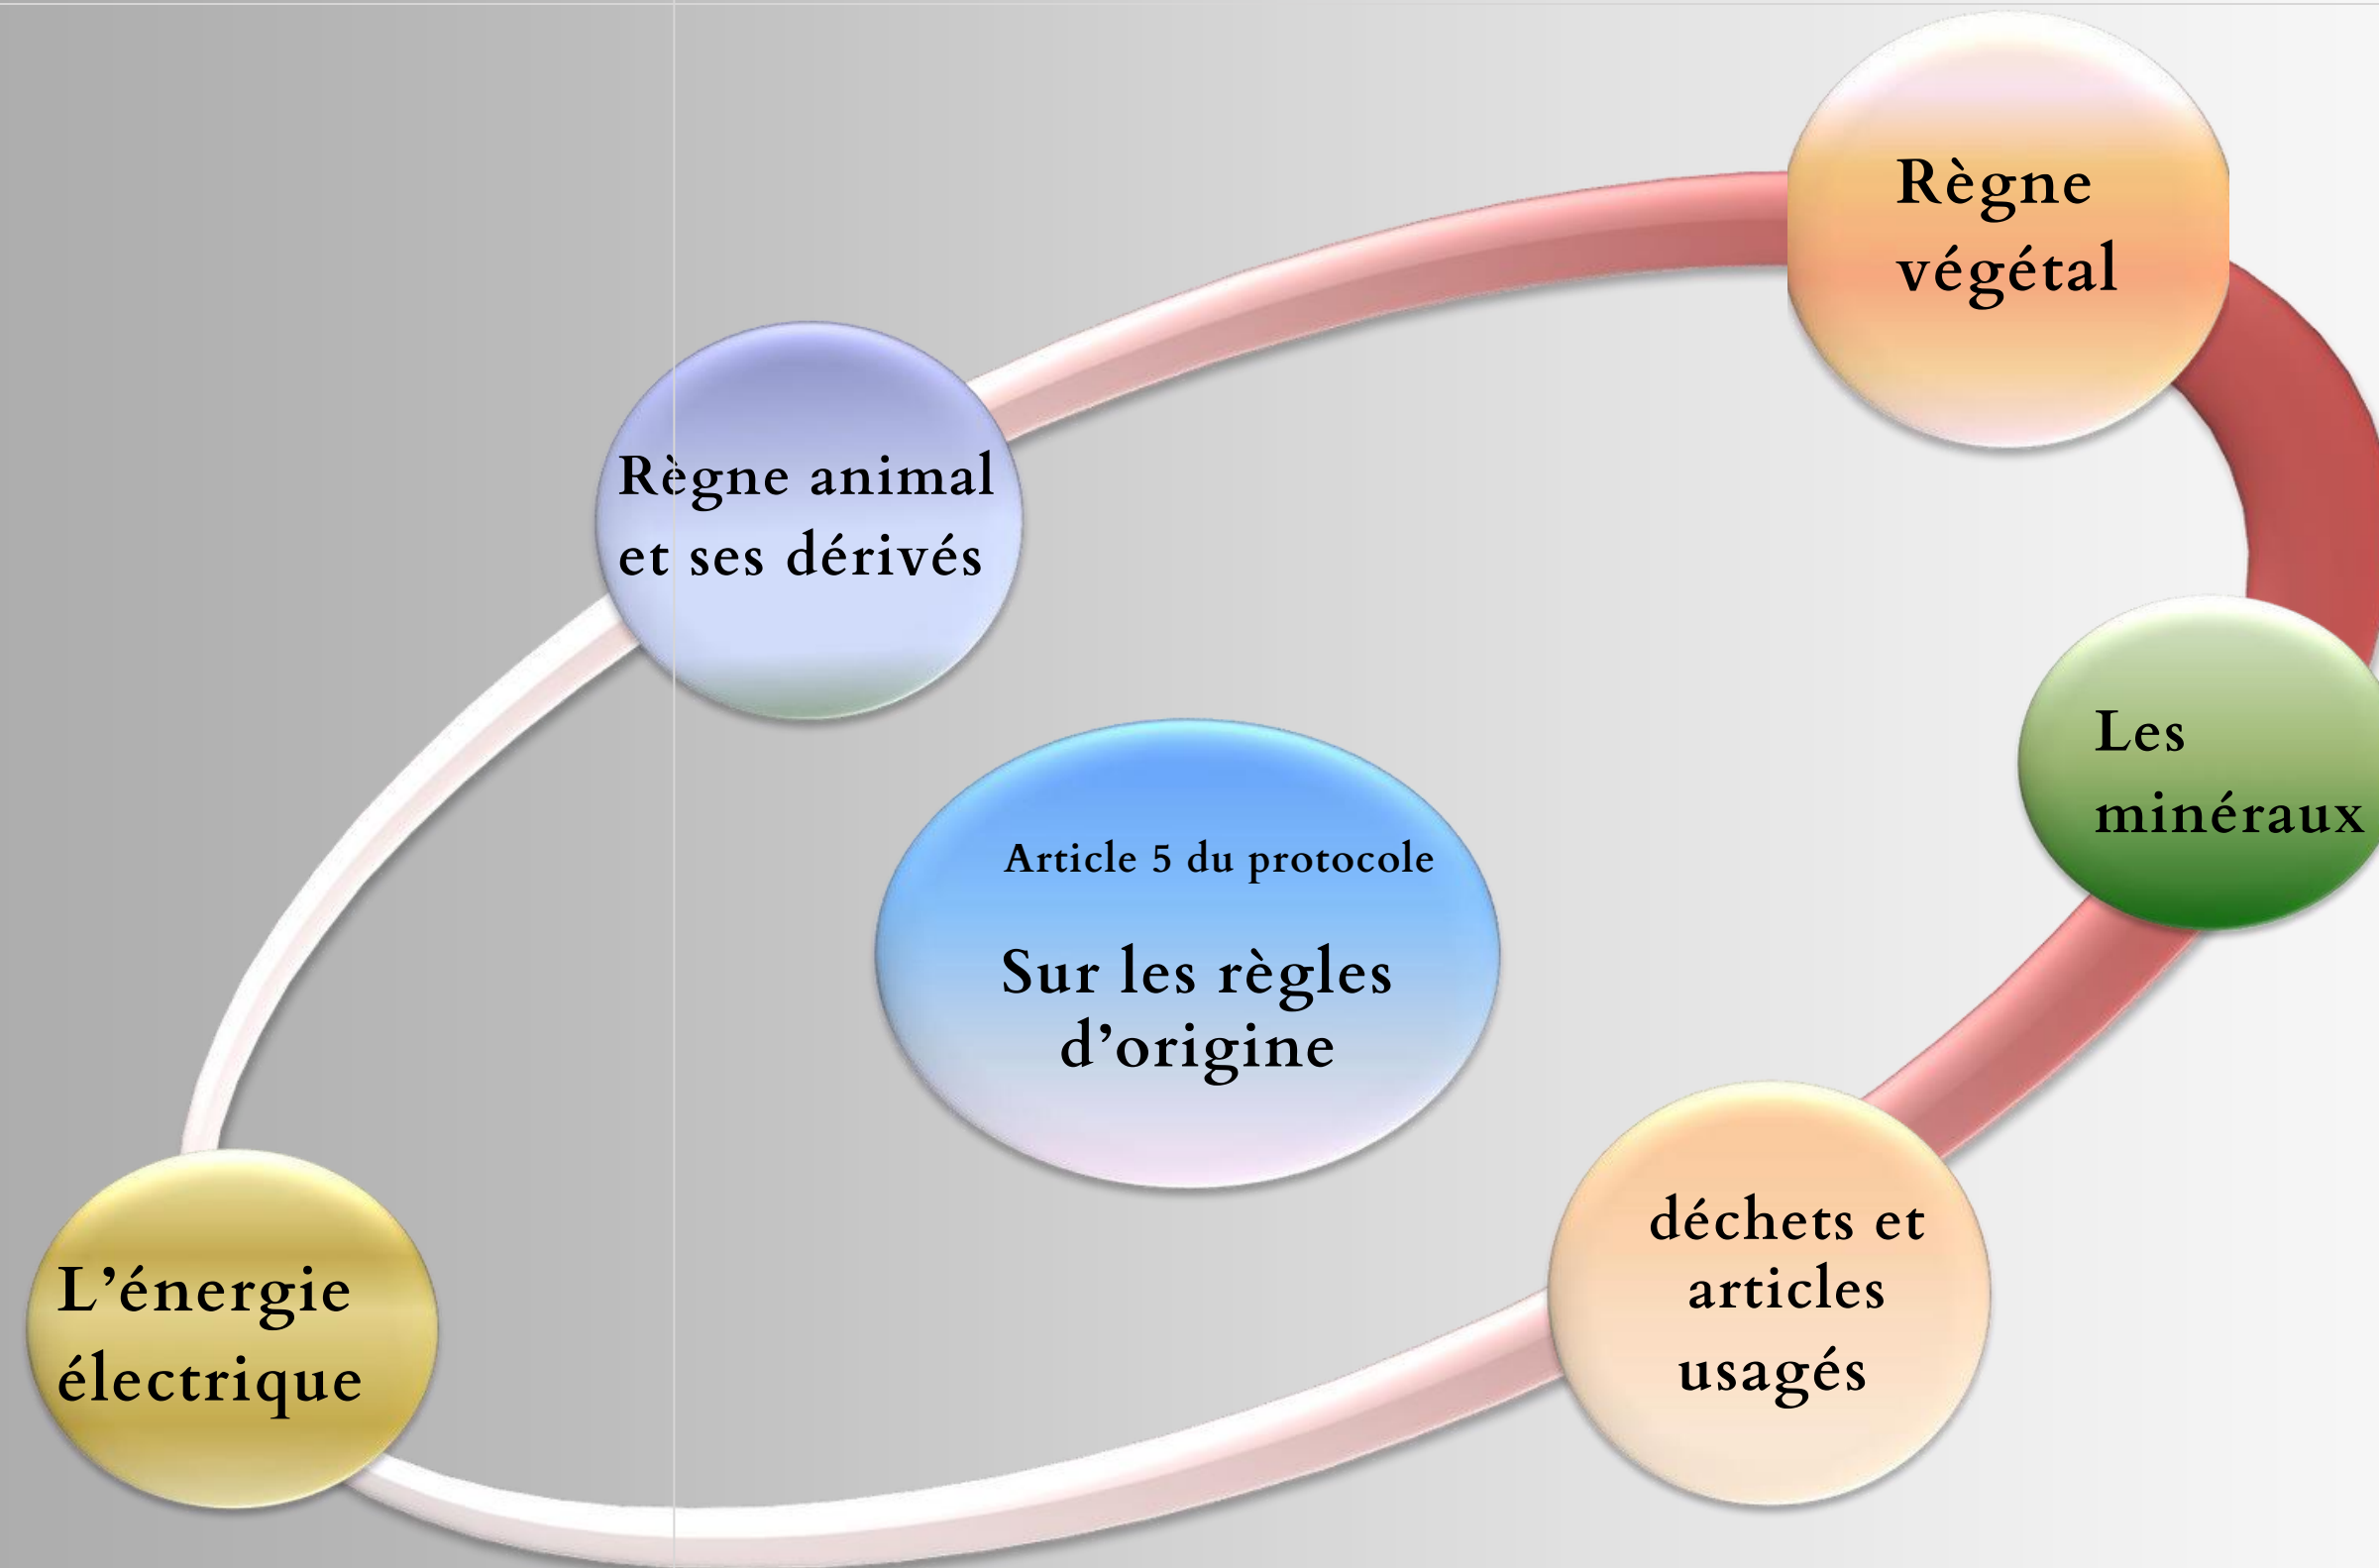 Règne
végétal
Règne animal
et ses dérivés
Les
minéraux
Article 5 du protocole
Sur les règles
d’origine
déchets et
articles
usagés
L’énergie
électrique